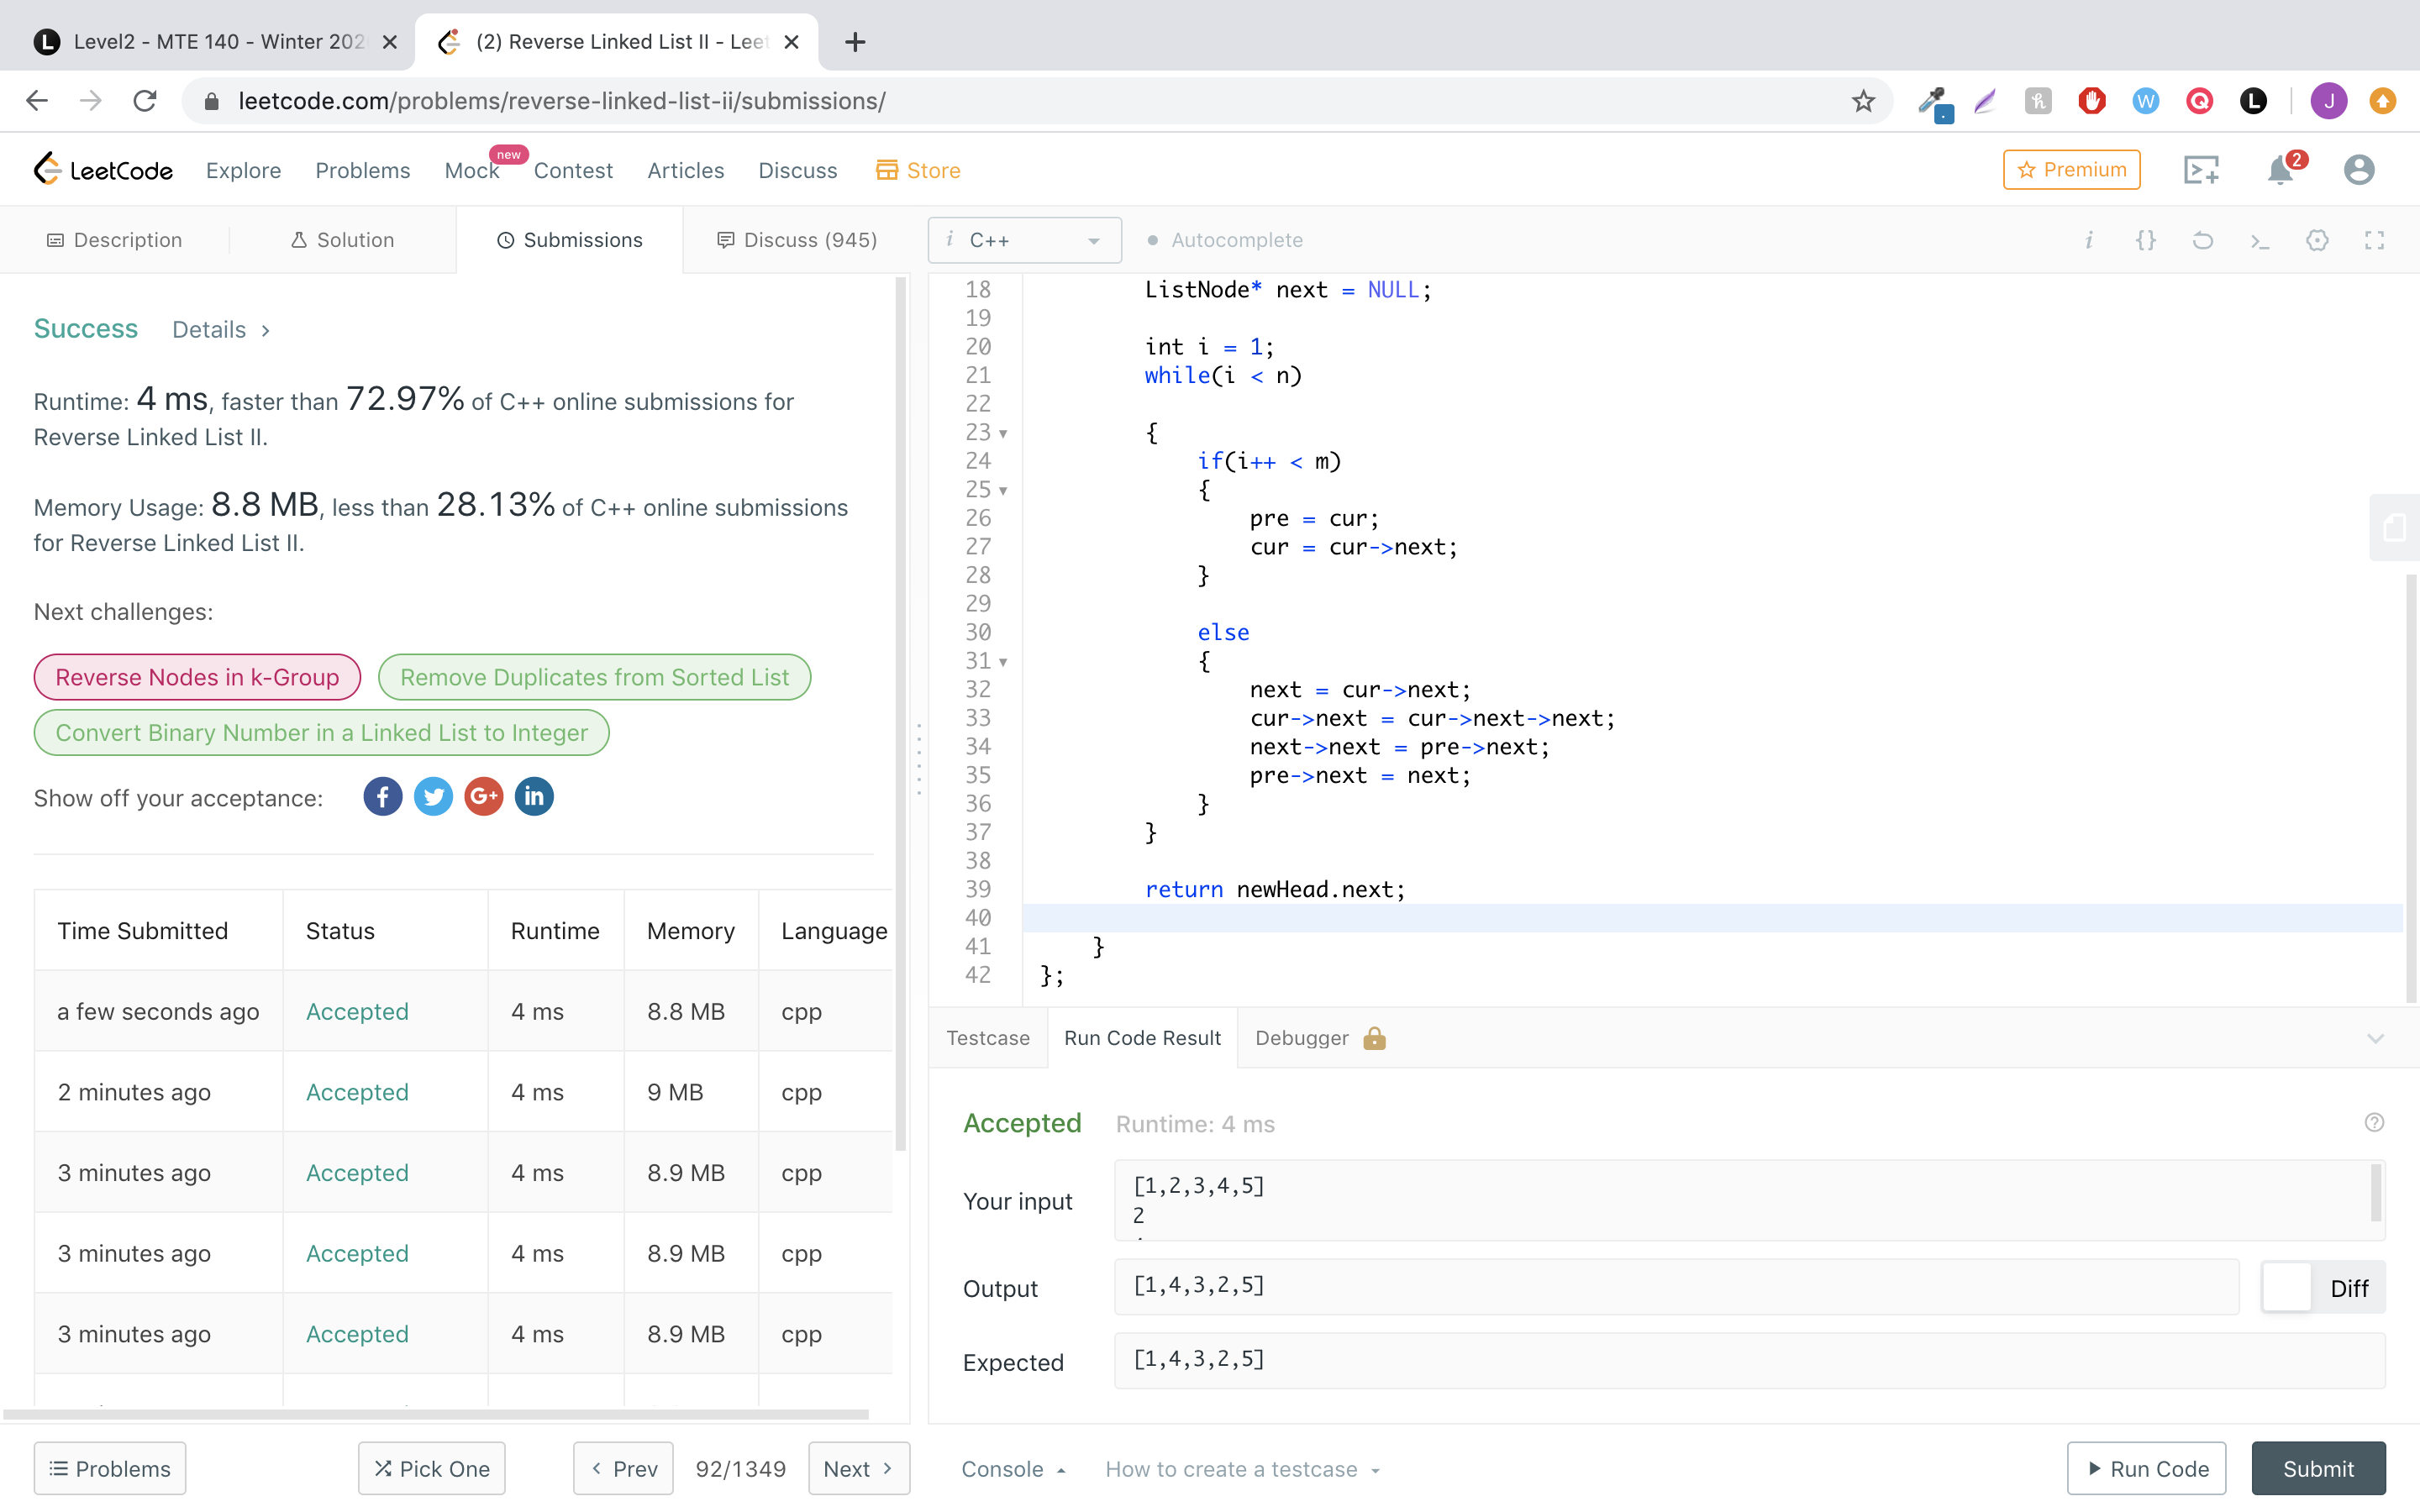 Level2 - MTE 140 - Winter 202
(2) Reverse Linked List II - Leet
leetcode.com/problems/reverse-linked-list-ii/submissions/
LeetCode
Explore
Problems
Mock
new
Contest
Articles
Discuss
Store
Premium
2
J
Description
Solution
Submissions
Discuss (945)
i C++
Autocomplete
Success
Details >
Runtime: 4 ms, faster than 72.97% of C++ online submissions for
Reverse Linked List II.
Memory Usage: 8.8 MB, less than 28.13% of C++ online submissions
for Reverse Linked List II.
Next challenges:
Reverse Nodes in k-Group
Remove Duplicates from Sorted List
Convert Binary Number in a Linked List to Integer
Show off your acceptance:
Time Submitted Status Runtime Memory Language
a few seconds ago Accepted 4 ms 8.8 MB cpp
2 minutes ago Accepted 4 ms 9 MB cpp
3 minutes ago Accepted 4 ms 8.9 MB cpp
3 minutes ago Accepted 4 ms 8.9 MB cpp
3 minutes ago Accepted 4 ms 8.9 MB cpp
Problems
Pick One
< Prev
92/1349
Next >
18 ListNode* next = NULL;
19
20 int i = 1;
21 while(i < n)
22
23 {
24 if(i++ < m)
25 {
26 pre = cur;
27 cur = cur->next;
28 }
29
30 else
31 {
32 next = cur->next;
33 cur->next = cur->next->next;
34 next->next = pre->next;
35 pre->next = next;
36 }
37 }
38
39 return newHead.next;
40
41 }
42 };
Testcase
Run Code Result
Debugger
Accepted
Runtime: 4 ms
Your input
[1,2,3,4,5]
2
Output
[1,4,3,2,5]
Diff
Expected
[1,4,3,2,5]
Console
How to create a testcase
Run Code
Submit